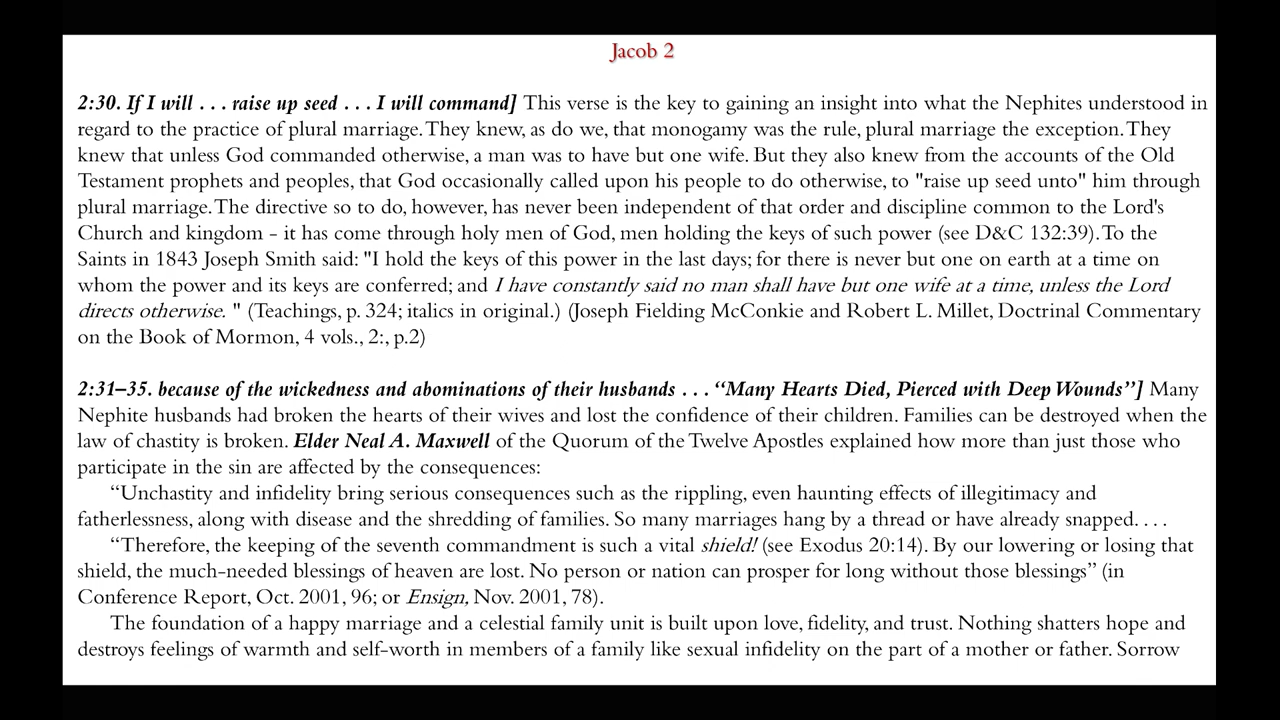 Jacob 2
2:30. If I will . . . raise up seed . . . I will command] This verse is the key to gaining an insight into what the Nephites understood in
regard to the practice of plural marriage. They knew, as do we, that monogamy was the rule, plural marriage the exception. They
knew that unless God commanded otherwise, a man was to have but one wife. But they also knew from the accounts of the Old
Testament prophets and peoples, that God occasionally called upon his people to do otherwise, to "raise up seed unto" him through
plural marriage. The directive so to do, however, has never been independent of that order and discipline common to the Lord's
Church and kingdom - it has come through holy men of God, men holding the keys of such power (see D&C 132:39). To the
Saints in 1843 Joseph Smith said: "I hold the keys of this power in the last days; for there is never but one on earth at a time on
whom the power and its keys are conferred; and I have constantly said no man shall have but one wife at a time, unless the Lord
directs otherwise. " (Teachings, p. 324; italics in original.) (Joseph Fielding McConkie and Robert L. Millet, Doctrinal Commentary
on the Book of Mormon, 4 vols., 2:, p.2)
2:31–35. because of the wickedness and abominations of their husbands . . . “Many Hearts Died, Pierced with Deep Wounds”] Many
Nephite husbands had broken the hearts of their wives and lost the confidence of their children. Families can be destroyed when the
law of chastity is broken. Elder Neal A. Maxwell of the Quorum of the Twelve Apostles explained how more than just those who
participate in the sin are affected by the consequences:
“Unchastity and infidelity bring serious consequences such as the rippling, even haunting effects of illegitimacy and
fatherlessness, along with disease and the shredding of families. So many marriages hang by a thread or have already snapped. . . .
“Therefore, the keeping of the seventh commandment is such a vital shield! (see Exodus 20:14). By our lowering or losing that
shield, the much-needed blessings of heaven are lost. No person or nation can prosper for long without those blessings” (in
Conference Report, Oct. 2001, 96; or Ensign, Nov. 2001, 78).
The foundation of a happy marriage and a celestial family unit is built upon love, fidelity, and trust. Nothing shatters hope and
destroys feelings of warmth and self-worth in members of a family like sexual infidelity on the part of a mother or father. Sorrow